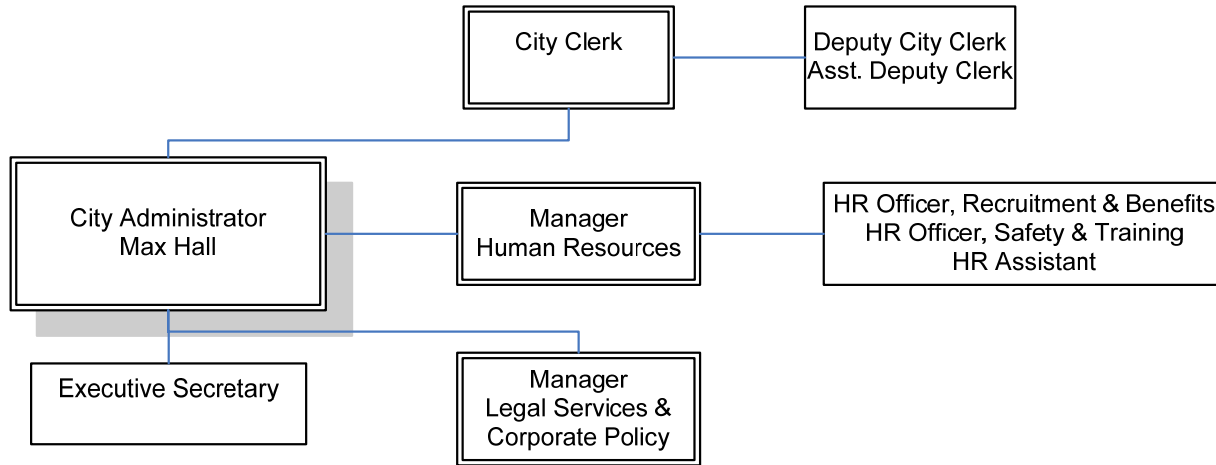 City Clerk
Deputy City Clerk
Asst. Deputy Clerk
City Administrator
Max Hall
Manager
Human Resources
HR Officer, Recruitment & Benefits
HR Officer, Safety & Training
HR Assistant
Executive Secretary
Manager
Legal Services &
Corporate Policy